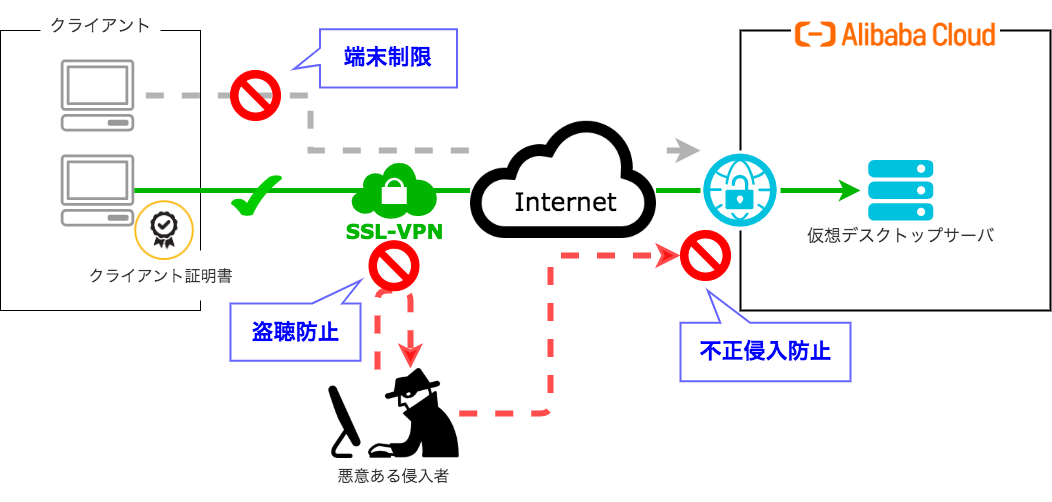 クライアント
端末制限
Alibaba Cloud
Internet
SSL-VPN
仮想デスクトップサーバ
クライアント証明書
盗聴防止
不正侵入防止
悪意ある侵入者